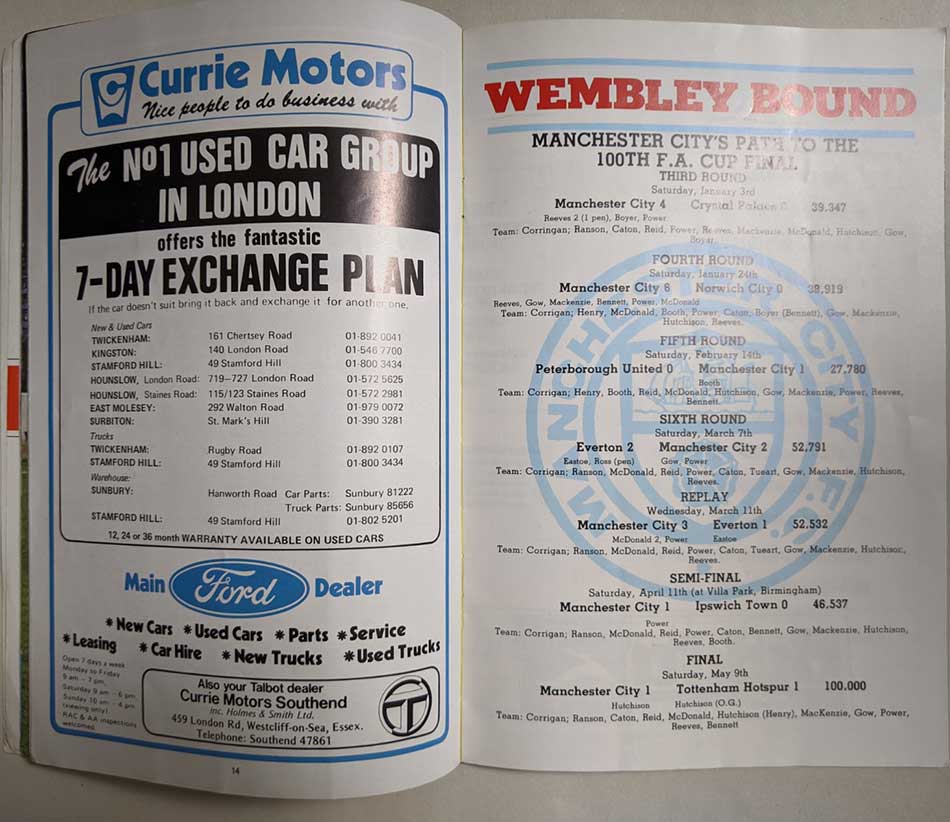 Currie Motors
Nice people to do business with
The No1 USED CAR GROUP
IN LONDON
offers the fantastic
7-DAY EXCHANGE PLAN
If the car doesn't suit bring it back and exchange it for another one.
New & Used Cars
TWICKENHAM: 161 Chertsey Road 01-892 0041
KINGSTON: 140 London Road 01-546 7700
STAMFORD HILL: 49 Stamford Hill 01-800 3434
HOUNSLOW, London Road: 719-727 London Road 01-572 5625
HOUNSLOW, Staines Road: 115/123 Staines Road 01-572 2981
EAST MOLESEY: 292 Walton Road 01-979 0072
SURBITON: St. Mark's Hill 01-390 3281
Trucks
TWICKENHAM: Rugby Road 01-892 0107
STAMFORD HILL: 49 Stamford Hill 01-800 3434
Warehouse:
SUNBURY: Hanworth Road Car Parts: Sunbury 81222
Truck Parts: Sunbury 85656
STAMFORD HILL: 49 Stamford Hill 01-802 5201
12, 24 or 36 month WARRANTY AVAILABLE ON USED CARS
Main Ford Dealer
*New Cars *Used Cars *Parts *Service
*Leasing *Car Hire *New Trucks *Used Trucks
Open 7 days a week
Monday to Friday
9 am - 7 pm,
Saturday 9 am - 6 pm,
Sunday 10 am - 4 pm
(viewing only).
RAC & AA inspections
welcomed
Also your Talbot dealer
Currie Motors Southend
inc. Holmes & Smith Ltd.
459 London Rd, Westcliff-on-Sea, Essex.
Telephone: Southend 47861
14
WEMBLEY BOUND
MANCHESTER CITY'S PATH TO THE
100TH F.A. CUP FINAL
THIRD ROUND
Saturday, January 3rd
Manchester City 4 Crystal Palace 0 39.347
Reeves 2 (1 pen), Boyer, Power
Team: Corrigan; Ranson, Caton, Reid, Power, Reeves, Mackenzie, McDonald, Hutchison, Gow,
Boyer.
FOURTH ROUND
Saturday, January 24th
Manchester City 6 Norwich City 0 38,919
Reeves, Gow, Mackenzie, Bennett, Power, McDonald
Team: Corrigan; Henry, McDonald, Booth, Power, Caton, Boyer (Bennett), Gow, Mackenzie,
Hutchison, Reeves.
FIFTH ROUND
Saturday, February 14th
Peterborough United 0 Manchester City 1 27,780
Booth
Team: Corrigan; Henry, Booth, Reid, McDonald, Hutchison, Gow, Mackenzie, Power, Reeves,
Bennett.
SIXTH ROUND
Saturday, March 7th
Everton 2 Manchester City 2 52,791
Eastoe, Ross (pen) Gow, Power
Team: Corrigan; Ranson, McDonald, Reid, Power, Caton, Tueart, Gow, Mackenzie, Hutchison,
Reeves.
REPLAY
Wednesday, March 11th
Manchester City 3 Everton 1 52.532
McDonald 2, Power Eastoe
Team: Corrigan; Ranson, McDonald, Reid, Power, Caton, Tueart, Gow, Mackenzie, Hutchison,
Reeves.
SEMI-FINAL
Saturday, April 11th (at Villa Park, Birmingham)
Manchester City 1 Ipswich Town 0 46,537
Power
Team: Corrigan; Ranson, McDonald, Reid, Power, Caton, Bennett, Gow, Mackenzie, Hutchison,
Reeves, Booth.
FINAL
Saturday, May 9th
Manchester City 1 Tottenham Hotspur 1 100.000
Hutchison Hutchison (O.G.)
Team: Corrigan; Ranson, Caton, Reid, McDonald, Hutchison (Henry), MacKenzie, Gow, Power,
Reeves, Bennett
MANCHESTER CITY F.C.